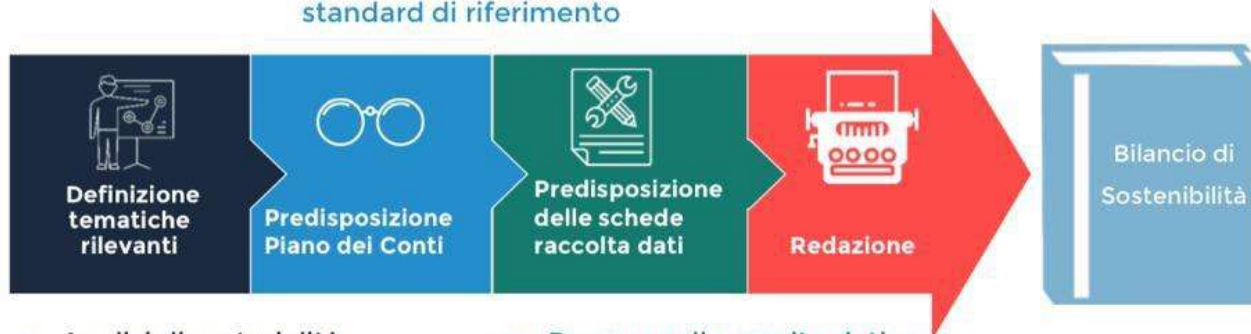 standard di riferimento
Definizione
tematiche
rilevanti
Predisposizione
Piano dei Conti
Predisposizione
delle schede
raccolta dati
Redazione
Bilancio di
Sostenibilità